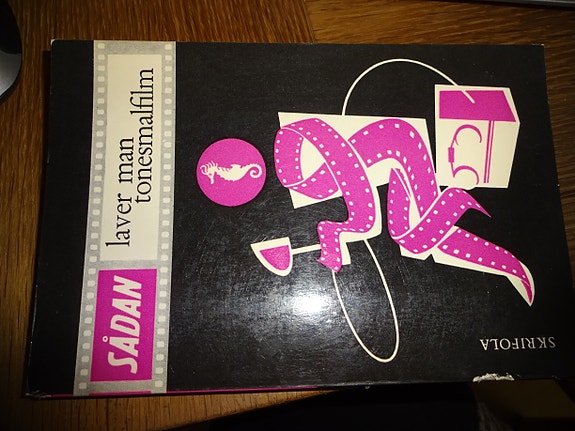 SÅDAN
laver man
tonesmalfilm
SKRIFOLA